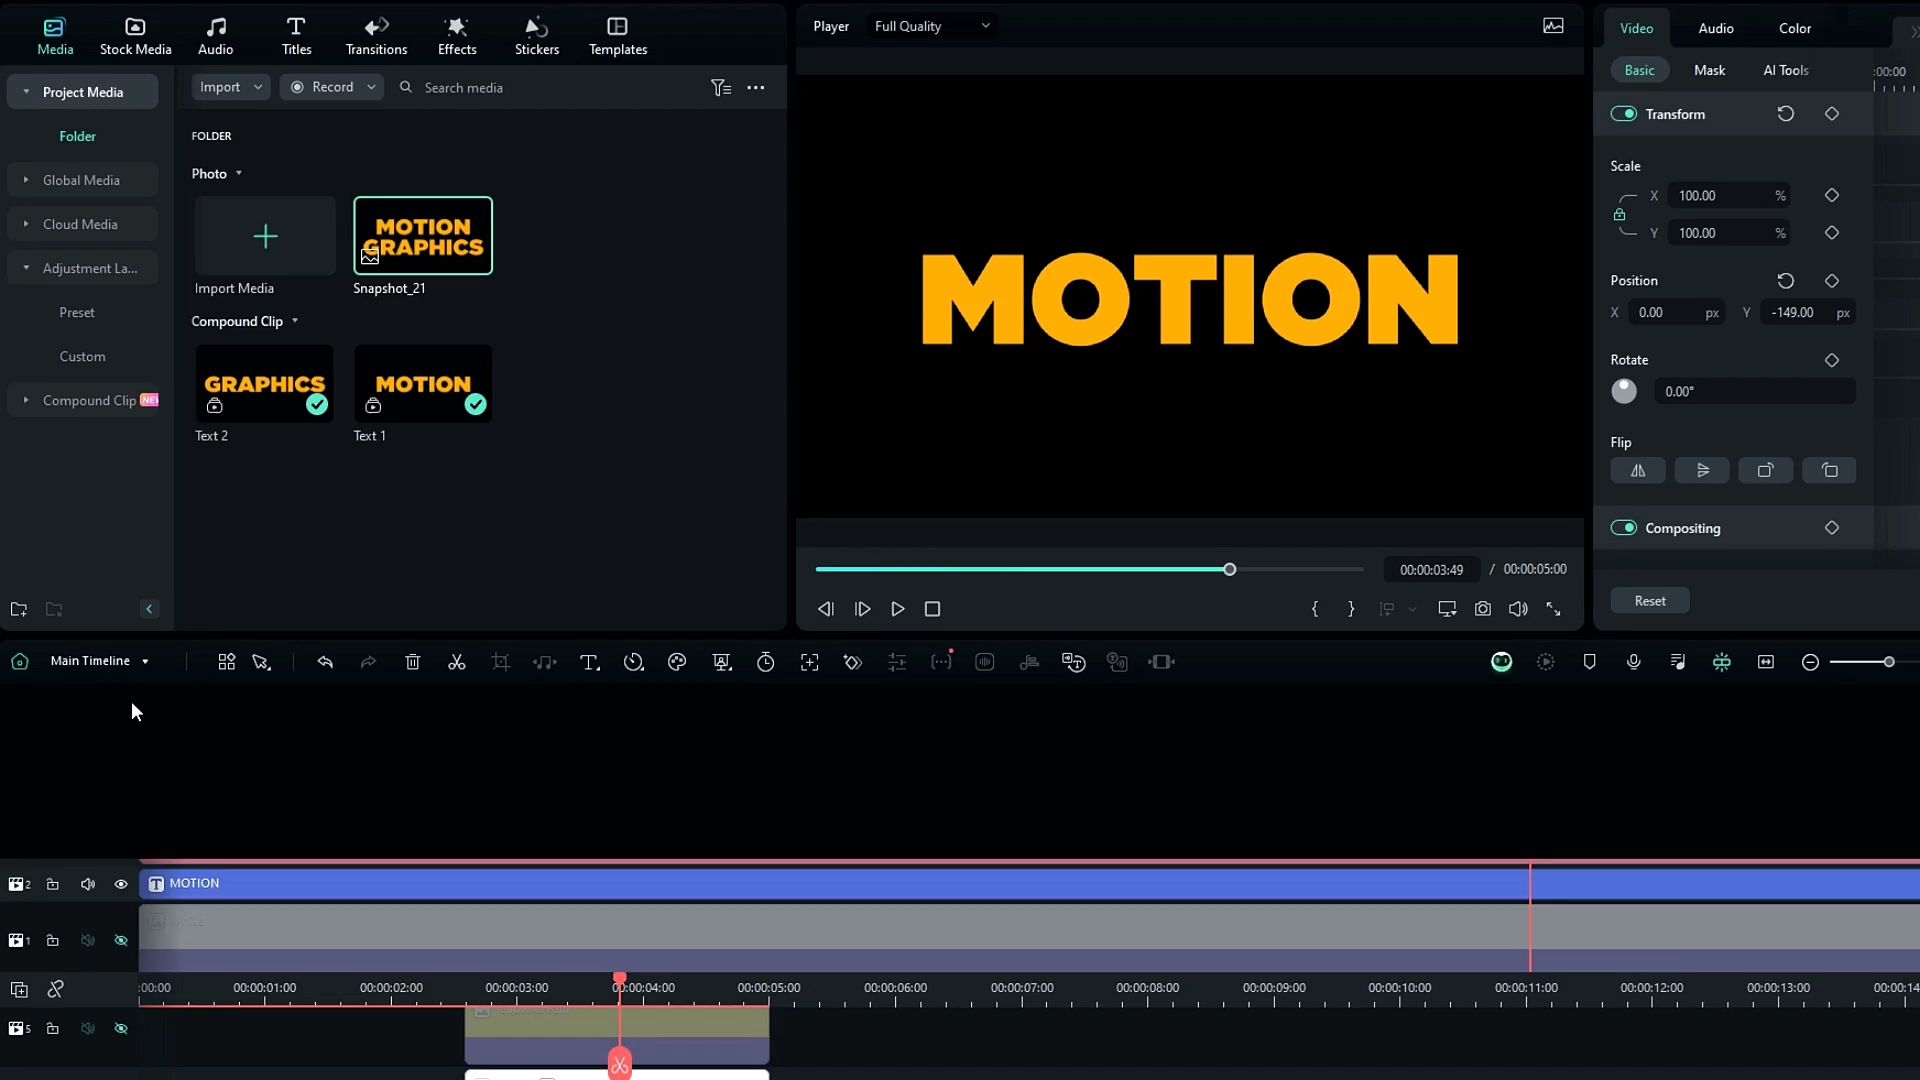 Media
Stock Media
Audio
Titles
Transitions
Effects
Stickers
Templates
Player
Full Quality
Video
Audio
Color
Project Media
Import
Record
Search media
Basic
Mask
AI Tools
:00:00
Folder
FOLDER
Transform
Global Media
Photo
Scale
MOTION
GRAPHICS
X 100.00 %
Cloud Media
Y 100.00 %
Adjustment La...
Import Media
Snapshot_21
Position
Preset
Compound Clip
X 0.00 px Y -149.00 px
MOTION
Custom
GRAPHICS
MOTION
Rotate
0.00°
Compound Clip NEW
Text 2
Text 1
Flip
Compositing
00:00:03:49 / 00:00:05:00
Reset
Main Timeline
2
MOTION
1
:00:00
00:00:01:00
00:00:02:00
00:00:03:00
00:00:04:00
00:00:05:00
00:00:06:00
00:00:07:00
00:00:08:00
00:00:09:00
00:00:10:00
00:00:11:00
00:00:12:00
00:00:13:00
00:00:14
5